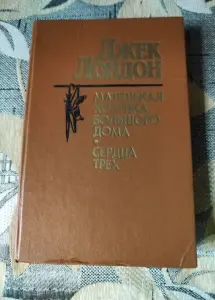 ДЖЕК
ЛОНДОН
МАЛЕНЬКАЯ
ХОЗЯЙКА
БОЛЬШОГО
ДОМА
СЕРДЦА
ТРЕХ